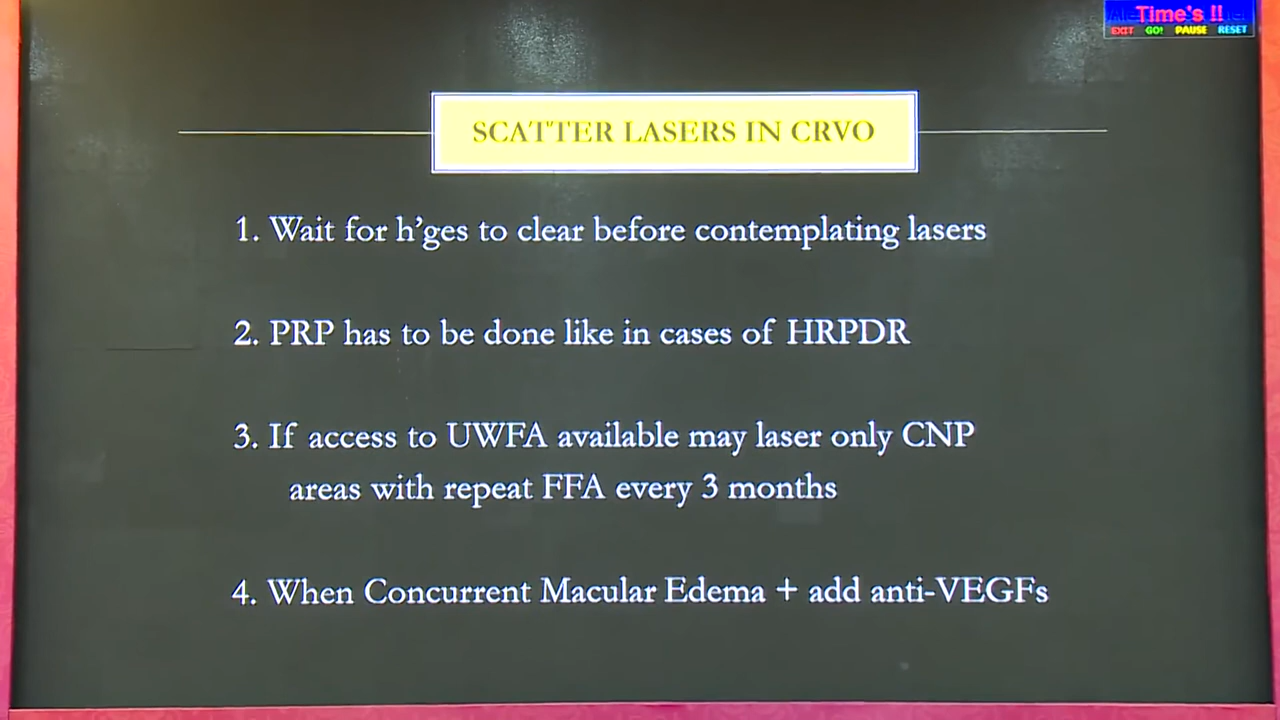 Time's !!
EXIT GO! PAUSE RESET
SCATTER LASERS IN CRVO
1. Wait for h’ges to clear before contemplating lasers
2. PRP has to be done like in cases of HRPDR
3. If access to UWFA available may laser only CNP
areas with repeat FFA every 3 months
4. When Concurrent Macular Edema + add anti-VEGFs